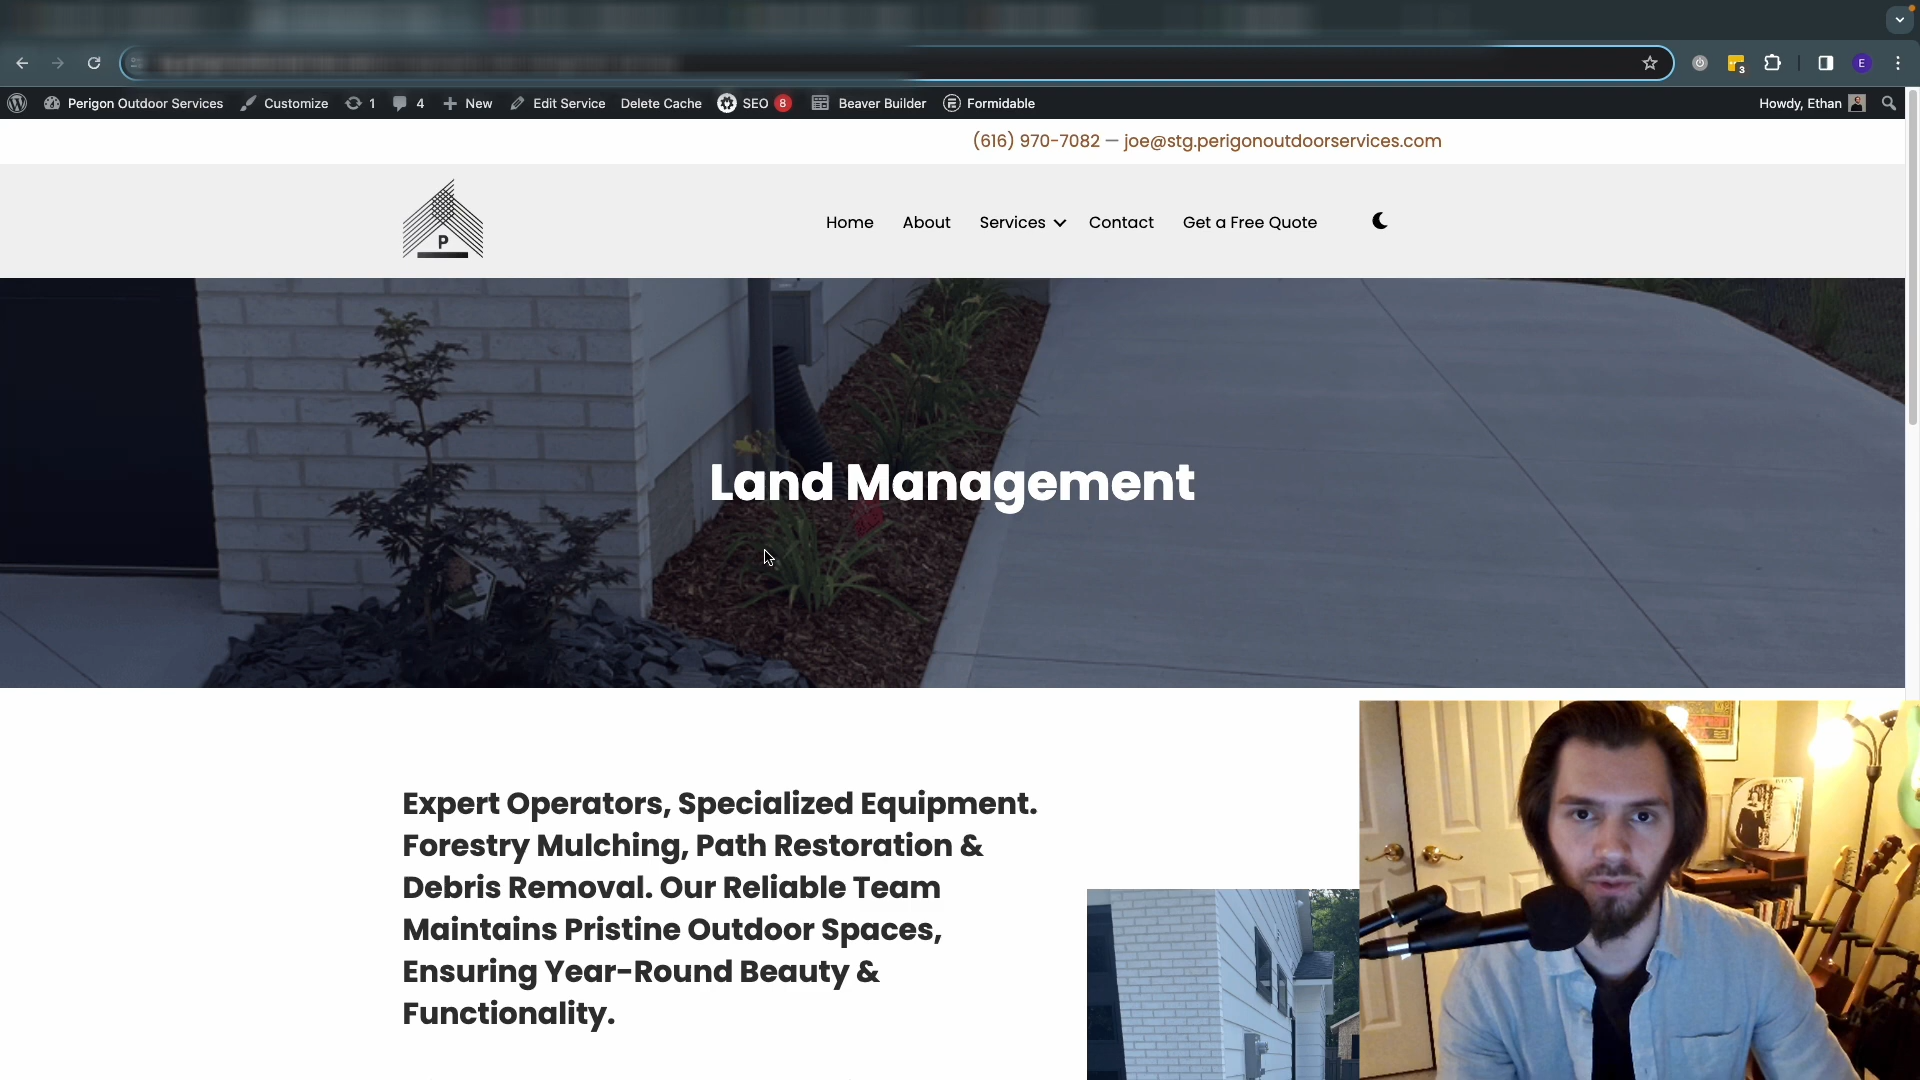 3
E
Perigon Outdoor Services Customize 1 4 New Edit Service Delete Cache SEO 8 Beaver Builder Formidable Howdy, Ethan
(616) 970-7082 — joe@stg.perigonoutdoorservices.com
P
Home About Services Contact Get a Free Quote
Land Management
Expert Operators, Specialized Equipment.
Forestry Mulching, Path Restoration &
Debris Removal. Our Reliable Team
Maintains Pristine Outdoor Spaces,
Ensuring Year-Round Beauty &
Functionality.